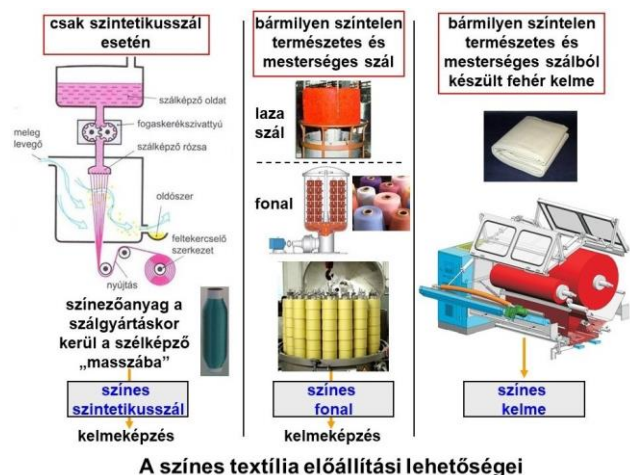 csak szintetikusszál
esetén
szálképző oldat
fogaskerékszivattyú
meleg
levegő
szálképző rózsa
oldószer
feltekercselő
szerkezet
nyújtás
színezőanyag a
szálgyártáskor
kerül a szélképző
„masszába”
színes
szintetikusszál
kelmeképzés
bármilyen színtelen
természetes és
mesterséges szál
laza
szál
fonal
színes
fonal
kelmeképzés
bármilyen színtelen
természetes és
mesterséges szálból
készült fehér kelme
színes
kelme
A színes textília előállítási lehetőségei